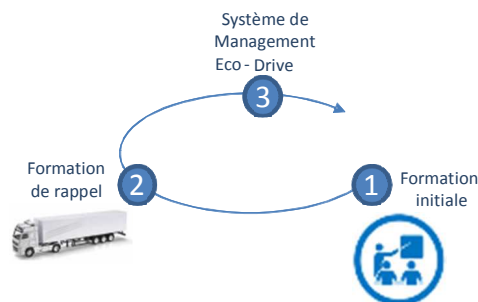 Système de
Management
Eco - Drive
3
Formation
de rappel
2
1
Formation
initiale